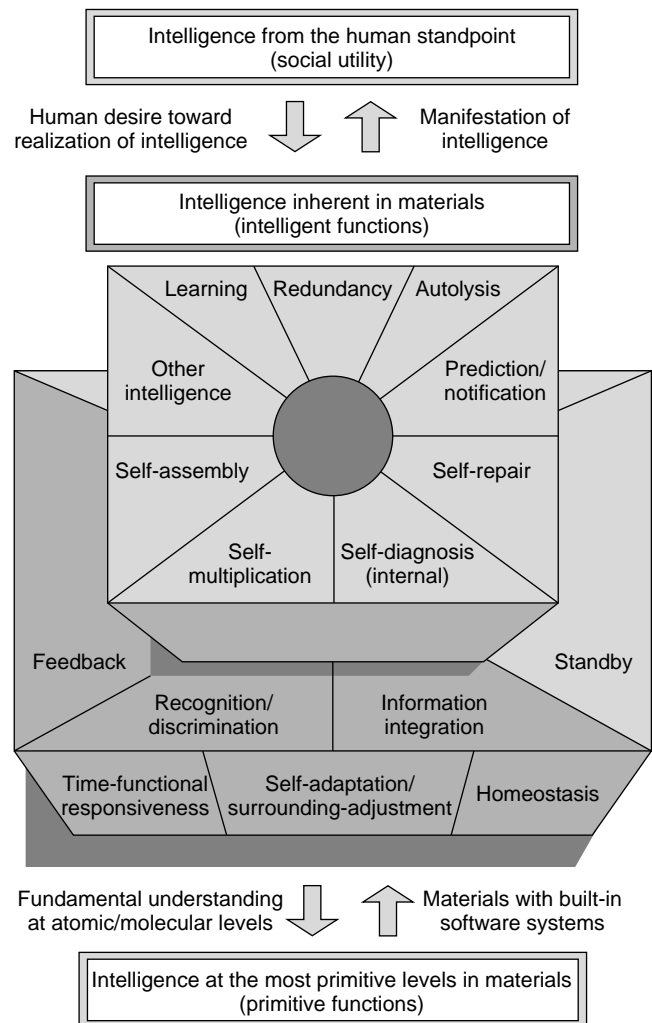 Intelligence from the human standpoint
(social utility)
Human desire toward
realization of intelligence
Manifestation of
intelligence
Intelligence inherent in materials
(intelligent functions)
Learning
Redundancy
Autolysis
Other
intelligence
Prediction/
notification
Self-assembly
Self-repair
Self-
multiplication
Self-diagnosis
(internal)
Feedback
Standby
Recognition/
discrimination
Information
integration
Time-functional
responsiveness
Self-adaptation/
surrounding-adjustment
Homeostasis
Fundamental understanding
at atomic/molecular levels
Materials with built-in
software systems
Intelligence at the most primitive levels in materials
(primitive functions)